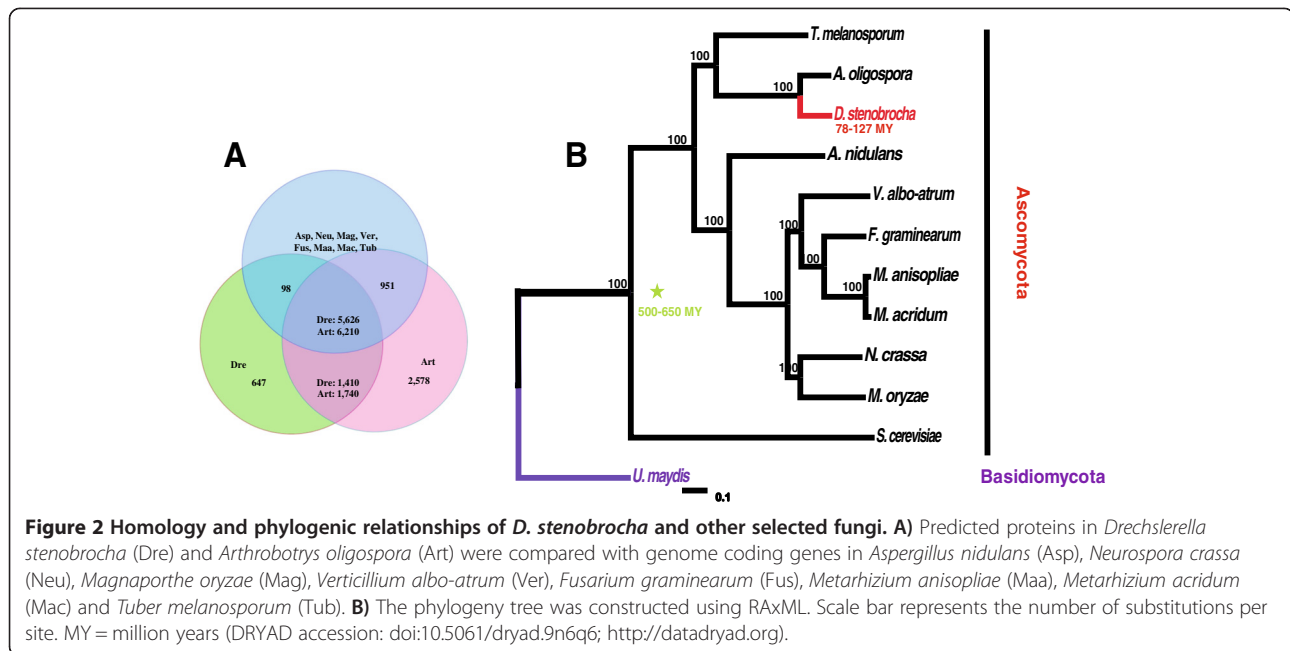 A
Asp, Neu, Mag, Ver,
Fus, Maa, Mac, Tub
98
951
Dre: 5,626
Art: 6,210
Dre
647
Art
2,578
Dre: 1,410
Art: 1,740
B
T. melanosporum
100
A. oligospora
100
D. stenobrocha
78-127 MY
100
A. nidulans
V. albo-atrum
100
100
F. graminearum
00
M. anisopliae
100
M. acridum
100
N. crassa
100
M. oryzae
100
500-650 MY
S. cerevisiae
U. maydis
0.1
Ascomycota
Basidiomycota
Figure 2 Homology and phylogenic relationships of D. stenobrocha and other selected fungi. A) Predicted proteins in Drechslerella
stenobrocha (Dre) and Arthrobotrys oligospora (Art) were compared with genome coding genes in Aspergillus nidulans (Asp), Neurospora crassa
(Neu), Magnaporthe oryzae (Mag), Verticillium albo-atrum (Ver), Fusarium graminearum (Fus), Metarhizium anisopliae (Maa), Metarhizium acridum
(Mac) and Tuber melanosporum (Tub). B) The phylogeny tree was constructed using RAxML. Scale bar represents the number of substitutions per
site. MY = million years (DRYAD accession: doi:10.5061/dryad.9n6q6; http://datadryad.org).